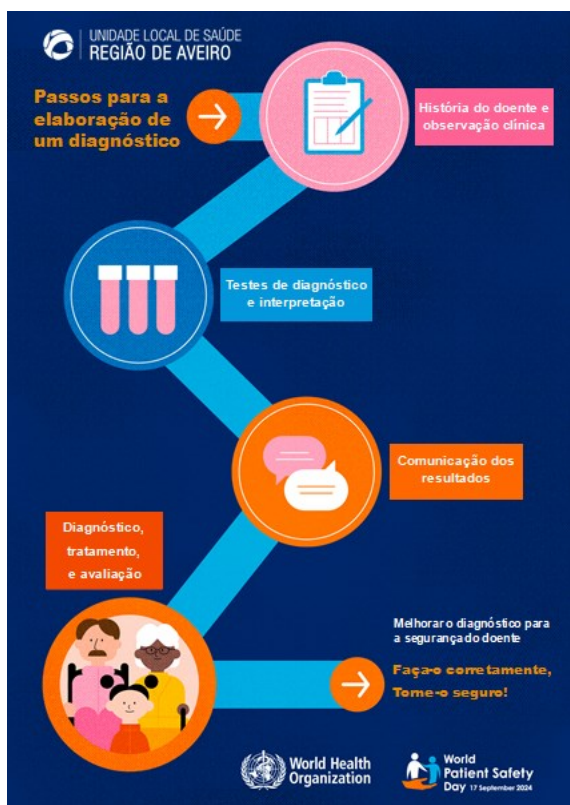 UNIDADE LOCAL DE SAÚDE
REGIÃO DE AVEIRO
Passos para a
elaboração de
um diagnóstico
História do doente e
observação clínica
Testes de diagnóstico
e interpretação
Comunicação dos
resultados
Diagnóstico,
tratamento,
e avaliação
Melhorar o diagnóstico para
a segurança do doente
Faça-o corretamente,
Torne-o seguro!
World Health
Organization
World
Patient Safety
Day 17 September 2024